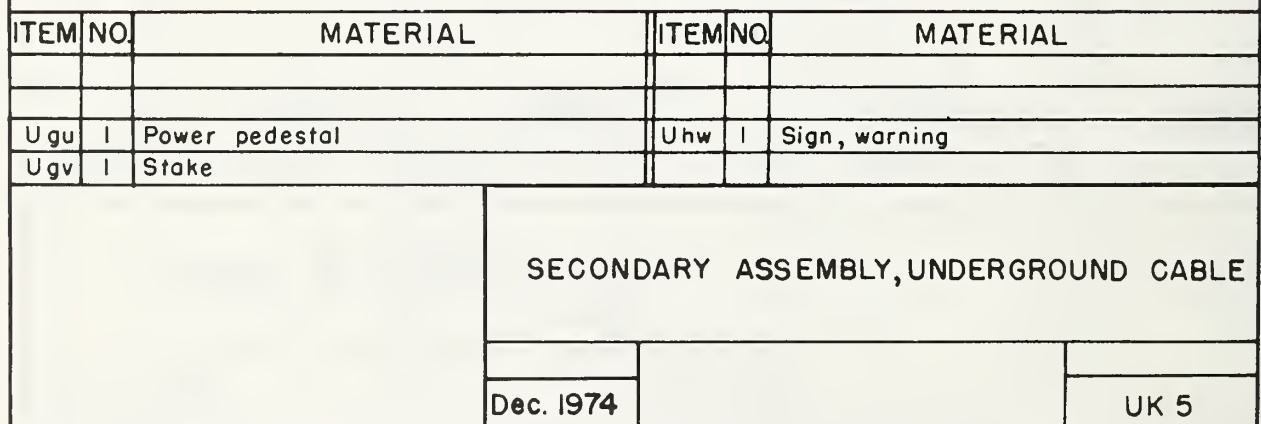 ITEM NO. MATERIAL ITEM NO. MATERIAL
Ugu 1 Power pedestal Uhw 1 Sign, warning
Ugv 1 Stake
SECONDARY ASSEMBLY, UNDERGROUND CABLE
Dec. 1974 UK 5